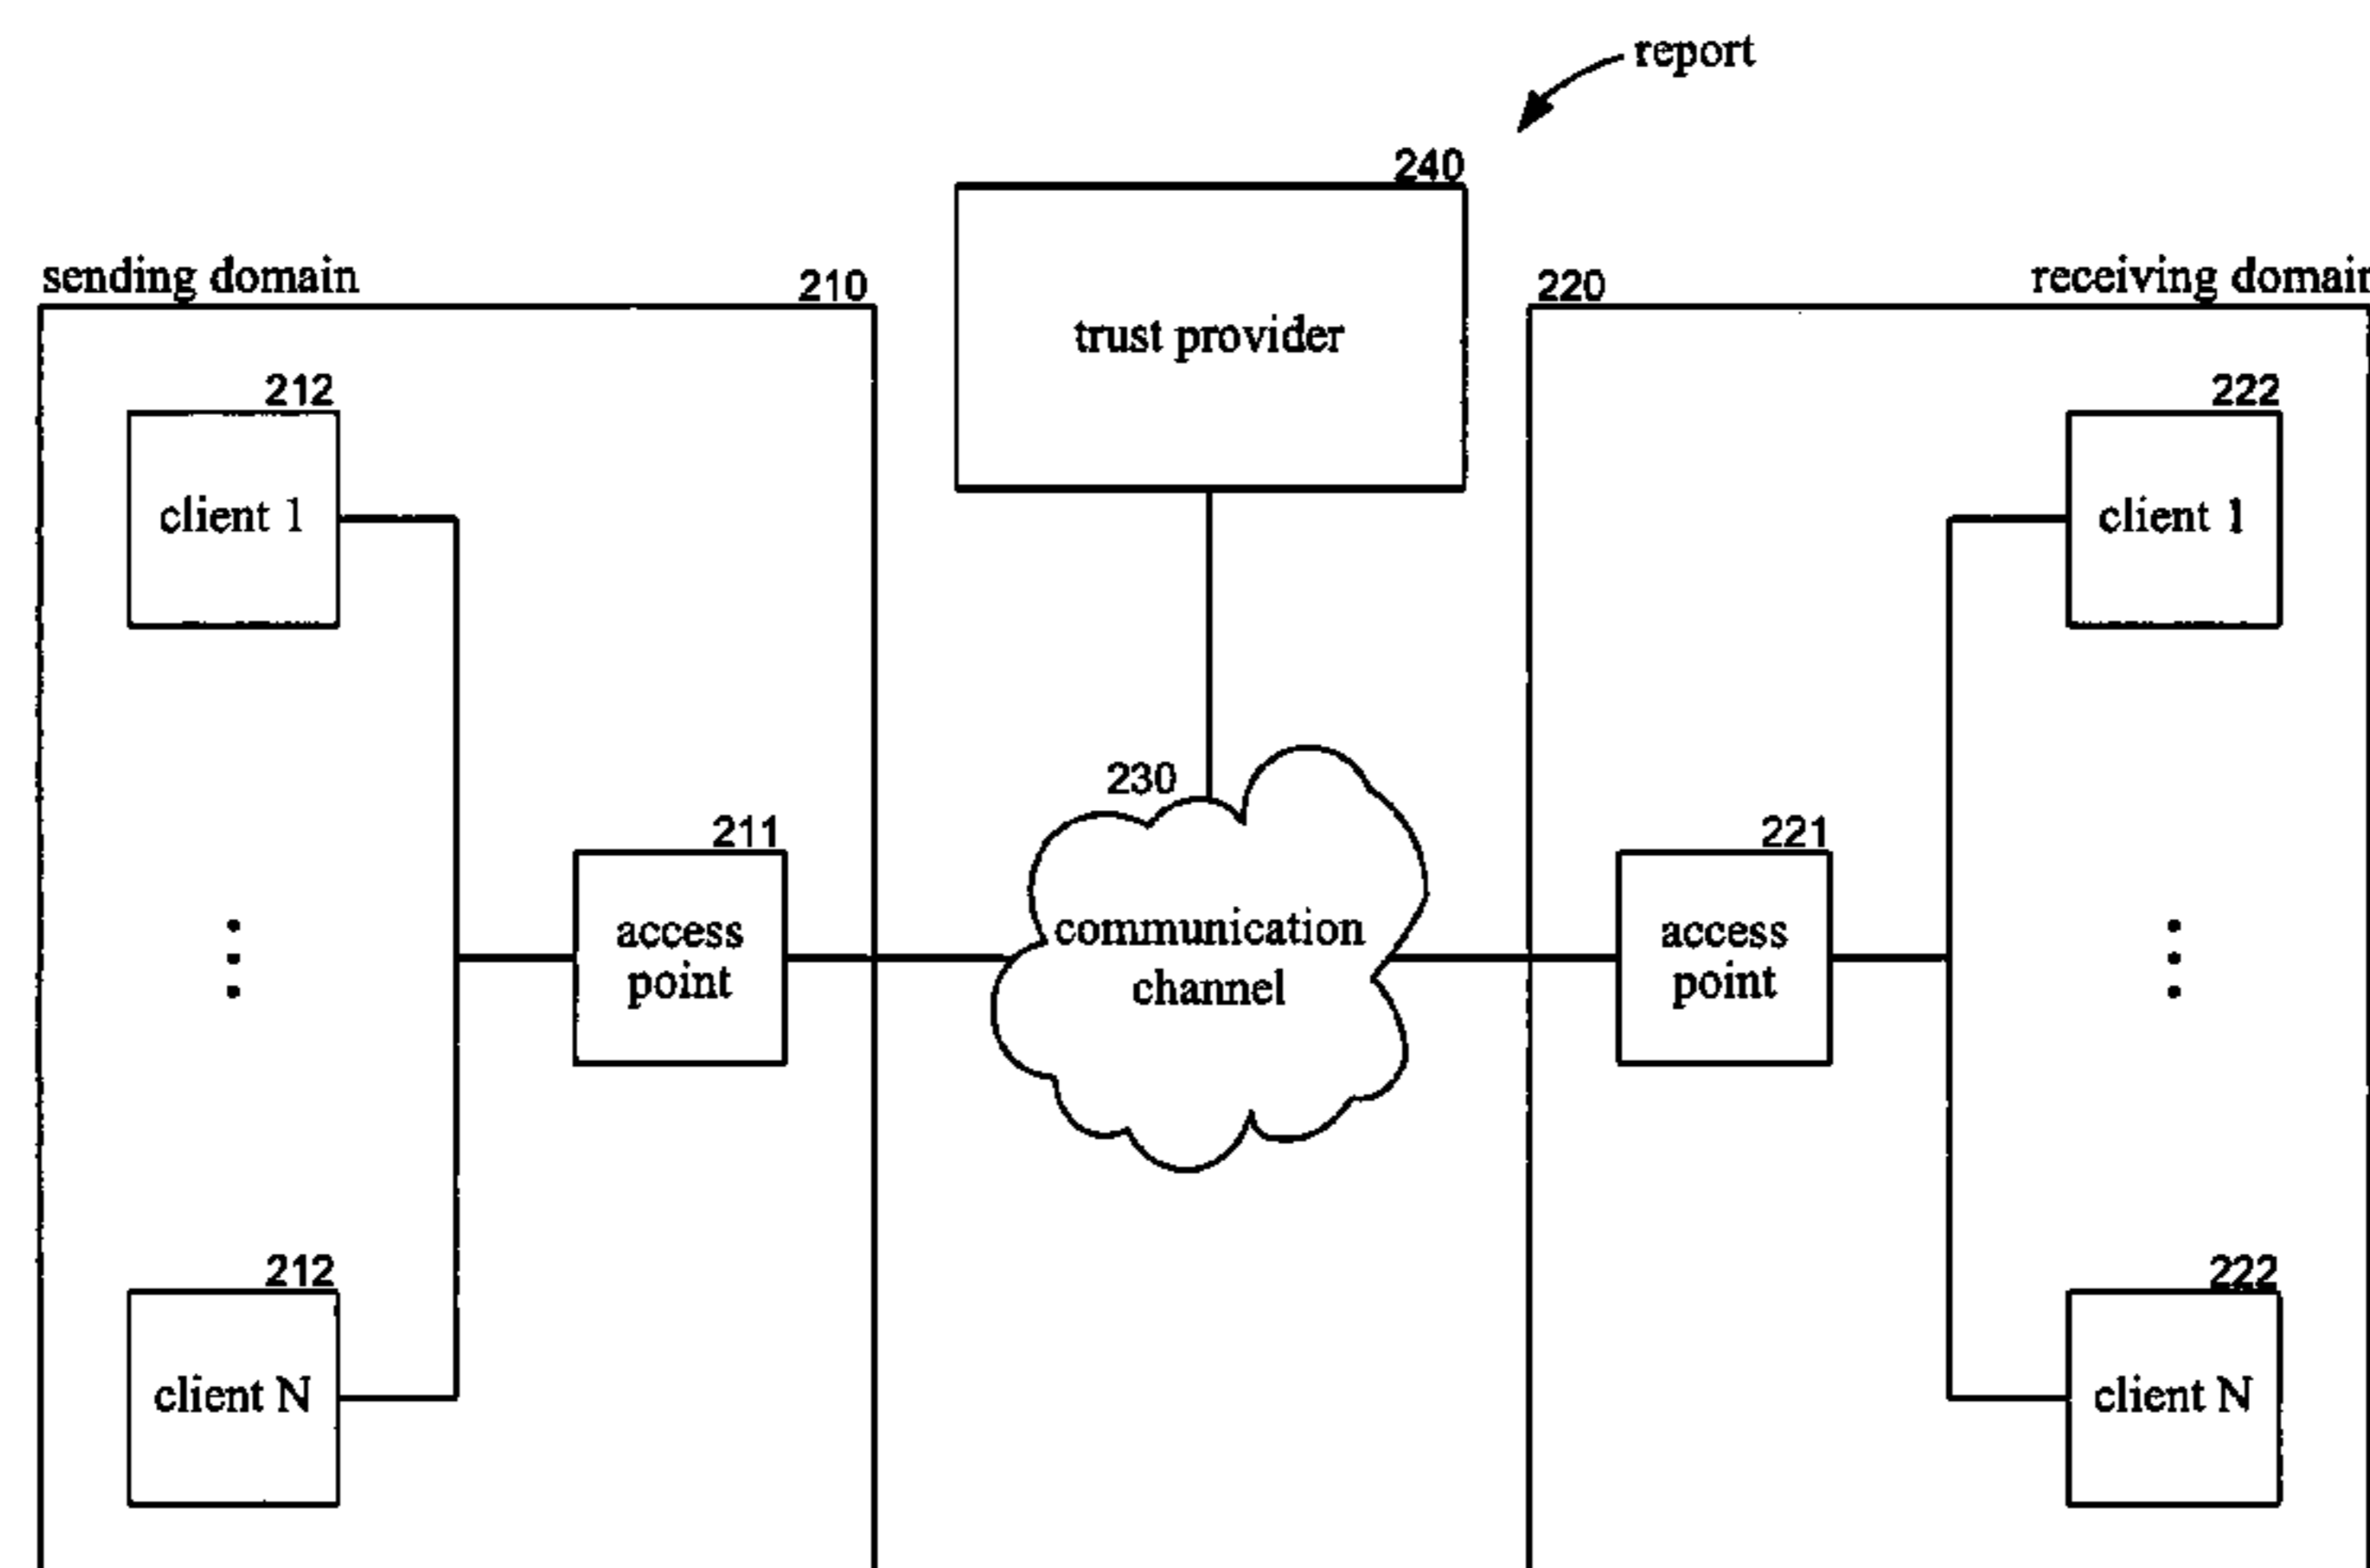 report
240
trust provider
sending domain
210
220
receiving domain
212
client 1
222
client 1
230
communication
channel
211
access
point
221
access
point
212
client N
222
client N